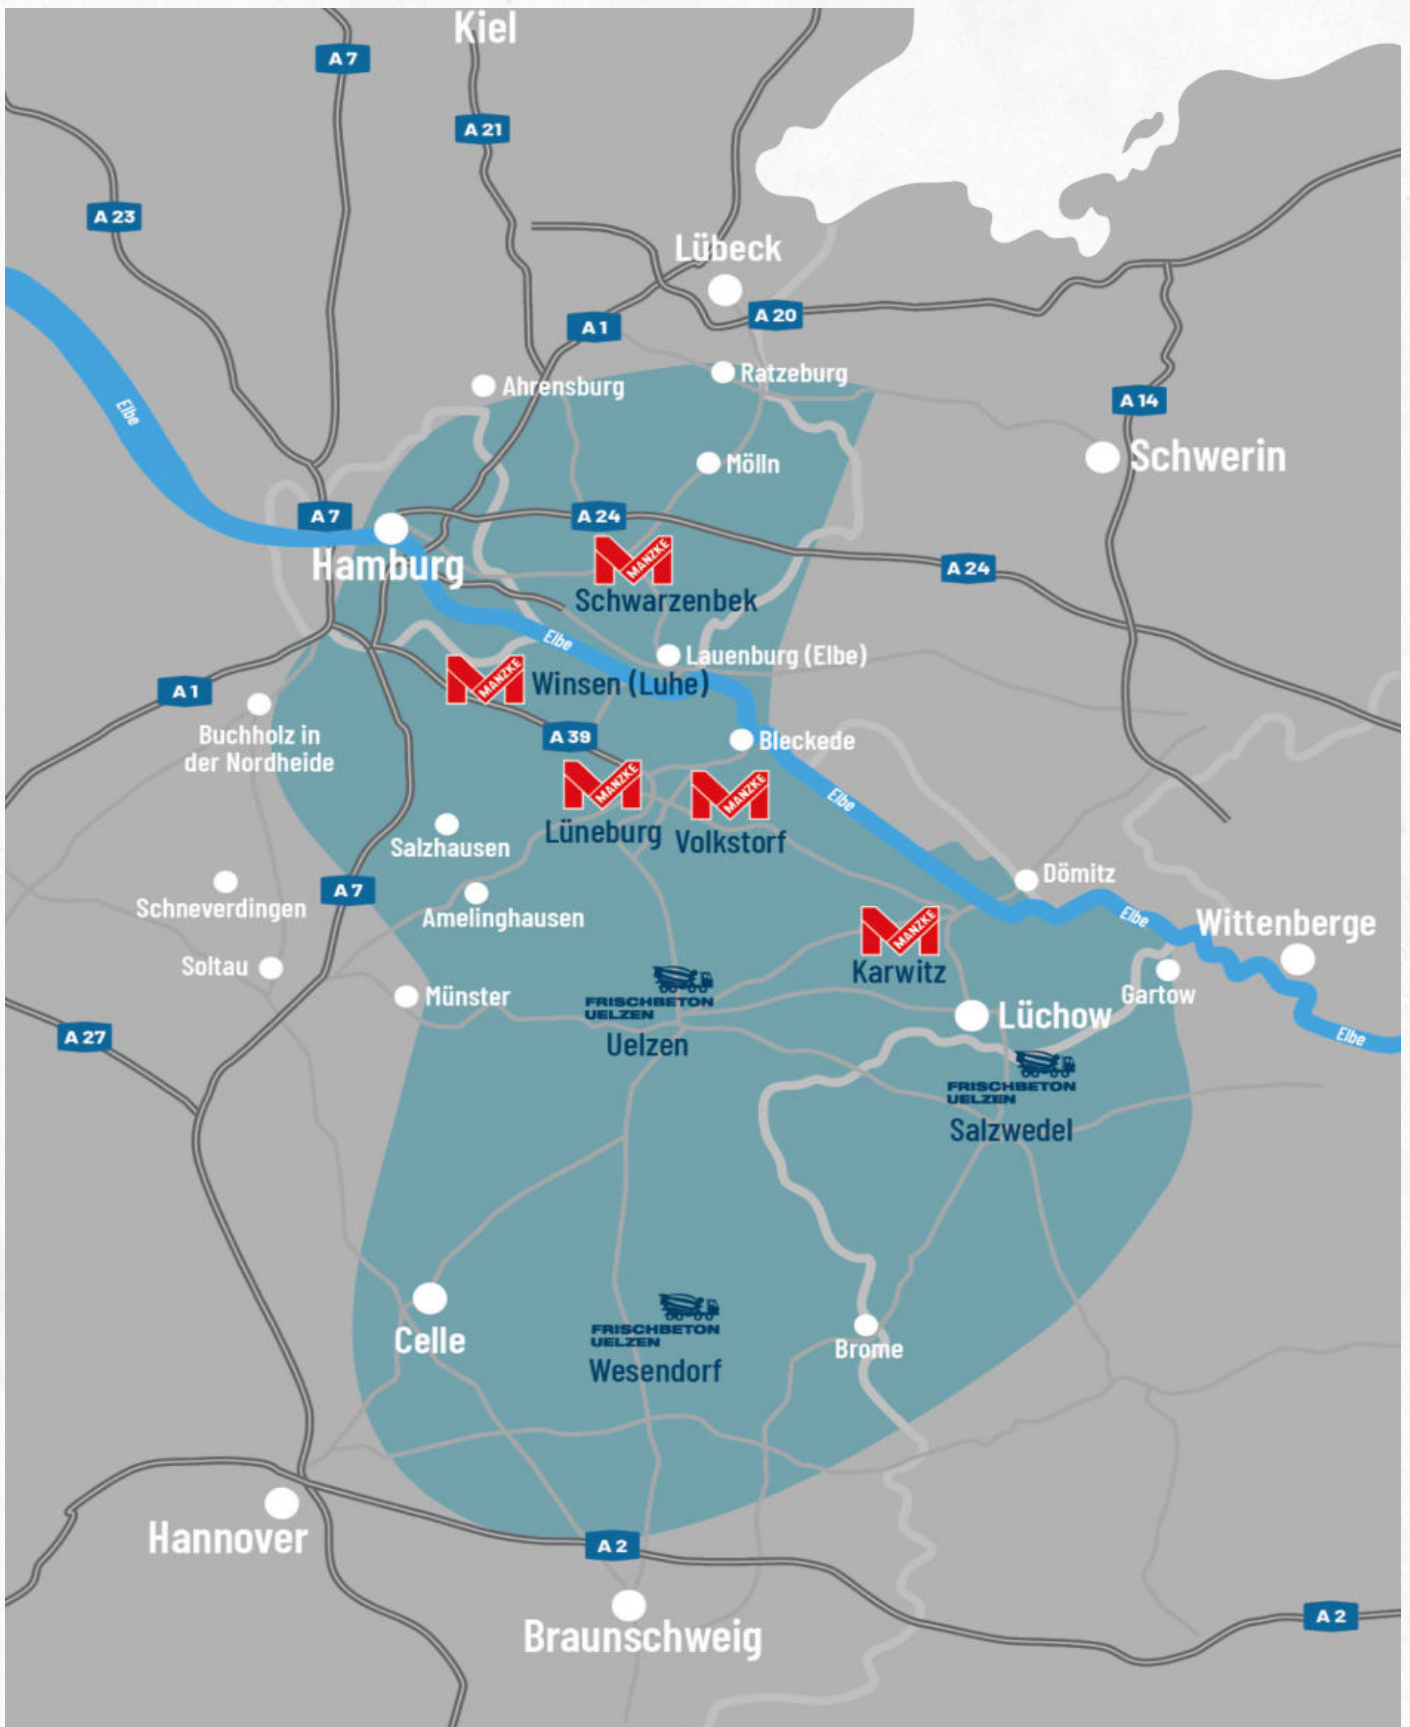 Kiel
A 7
A 21
A 23
Lübeck
A 20
A 1
Ahrensburg
Ratzeburg
A 14
Elbe
Schwerin
Mölln
A 7
A 24
Hamburg
MANZKE
Schwarzenbek
A 24
Elbe
Lauenburg (Elbe)
MANZKE
Winsen (Luhe)
A 1
Buchholz in
der Nordheide
A 39
Bleckede
MANZKE
Lüneburg
MANZKE
Volkstorf
Elbe
Salzhausen
Schneverdingen
A 7
Amelinghausen
Dömitz
Elbe
Wittenberge
MANZKE
Karwitz
Soltau
Münster
Gartow
FRISCHBETON
UELZEN
Uelzen
Lüchow
A 27
Elbe
FRISCHBETON
UELZEN
Salzwedel
Celle
FRISCHBETON
UELZEN
Wesendorf
Brome
Hannover
A 2
Braunschweig
A 2